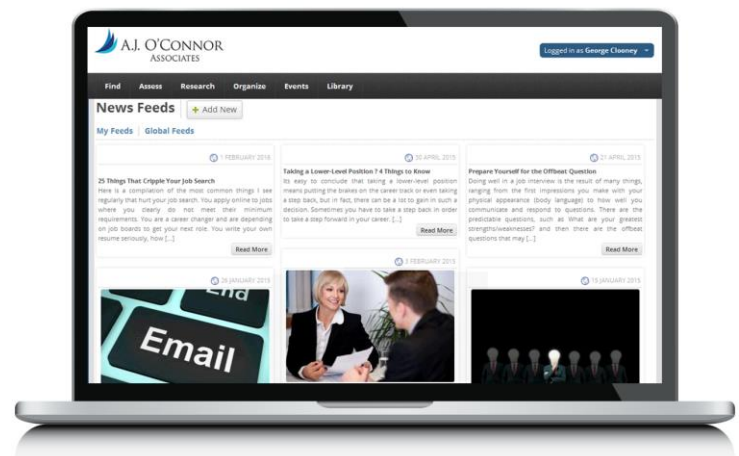 A.J. O'CONNOR
ASSOCIATES
Logged in as George Clooney
Find Assess Research Organize Events Library
News Feeds
+ Add New
My Feeds Global Feeds
1 FEBRUARY 2016
25 Things That Cripple Your Job Search
Here is a compilation of the most common things I see
regularly that hurt your job search. You apply online to jobs
where you clearly do not meet their minimum
requirements. You are a career changer and are depending
on job boards to get your next role. You write your own
resume seriously, how [...]
Read More
30 APRIL 2015
Taking a Lower-Level Position ? 4 Things to Know
Its easy to conclude that taking a lower-level position
means putting the brakes on the career track or even taking
a step back, but in fact, there can be a lot to gain in such a
decision. Sometimes you have to take a step back in order
to take a step forward in your career. [...]
Read More
21 APRIL 2015
Prepare Yourself for the Offbeat Question
Doing well in a job interview is the result of many things,
ranging from the first impressions you make with your
physical appearance (body language) to how well you
communicate and respond to questions. There are the
predictable questions, such as What are your greatest
strengths/weaknesses? and then there are the offbeat
questions that may [...]
Read More
26 JANUARY 2015
End
Email
3 FEBRUARY 2015
JANUARY 2015